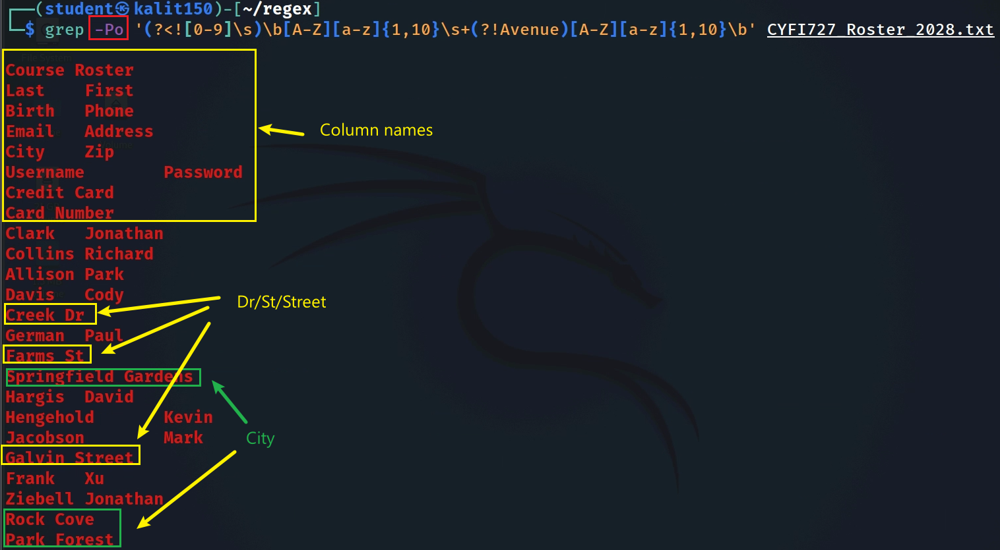 ┌──(student㉿kalit150)-[~/regex]
└─$ grep -Po '(?<![0-9]\s)\b[A-Z][a-z]{1,10}\s+(?!Avenue)[A-Z][a-z]{1,10}\b' CYFI727_Roster_2028.txt
Course Roster
Last First
Birth Phone
Email Address
Column names
City Zip
Username Password
Credit Card
Card Number
Clark Jonathan
Collins Richard
Allison Park
Davis Cody
Dr/St/Street
Creek Dr
German Paul
Farms St
Springfield Gardens
Hargis David
Hengehold Kevin
Jacobson Mark
City
Galvin Street
Frank Xu
Ziebell Jonathan
Rock Cove
Park Forest